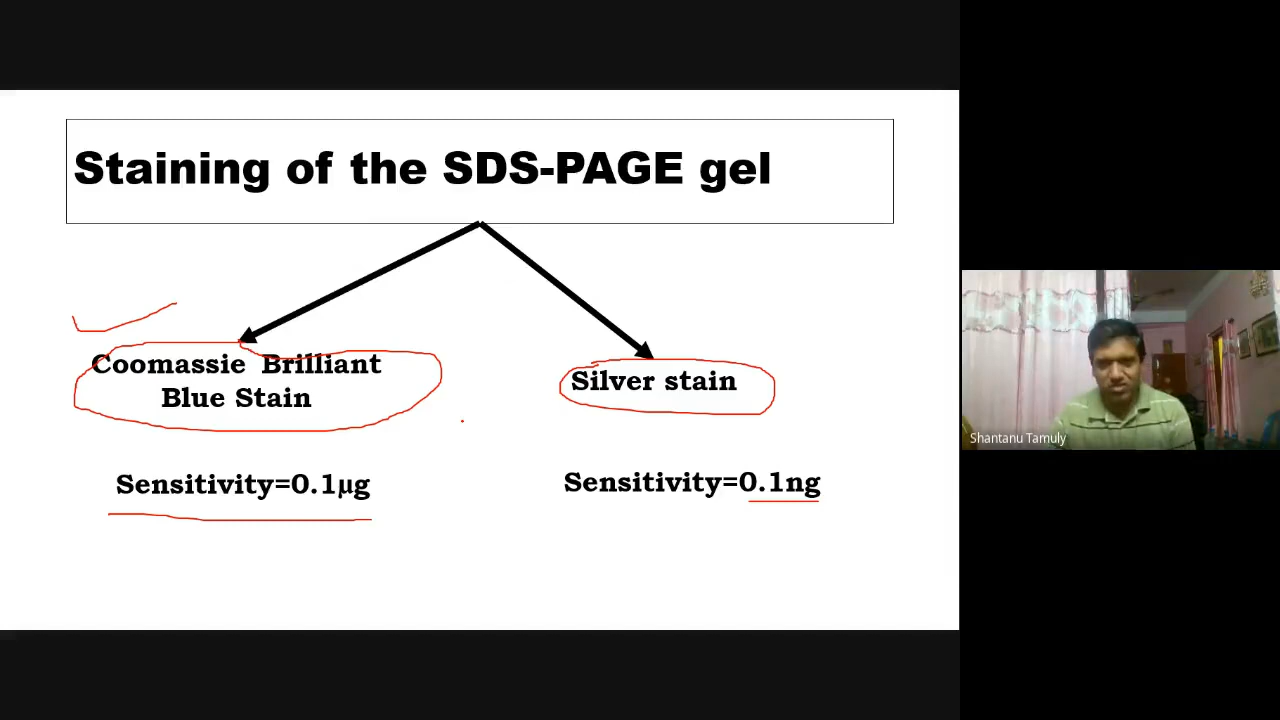 Staining of the SDS-PAGE gel
Coomassie Brilliant
Blue Stain
Silver stain
Sensitivity=0.1µg
Sensitivity=0.1ng
Shantanu Tamuly